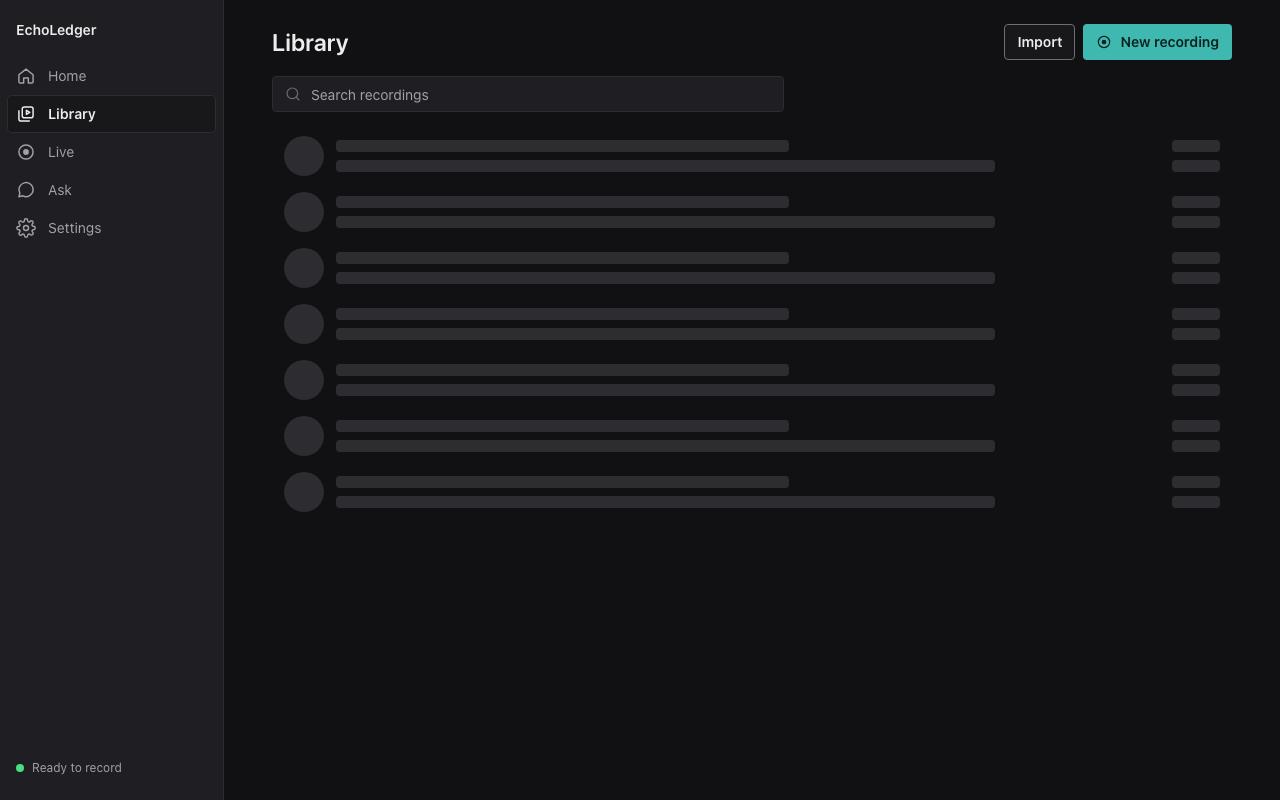 EchoLedger
Home
Library
Live
Ask
Settings
Ready to record
Library
Import
New recording
Search recordings